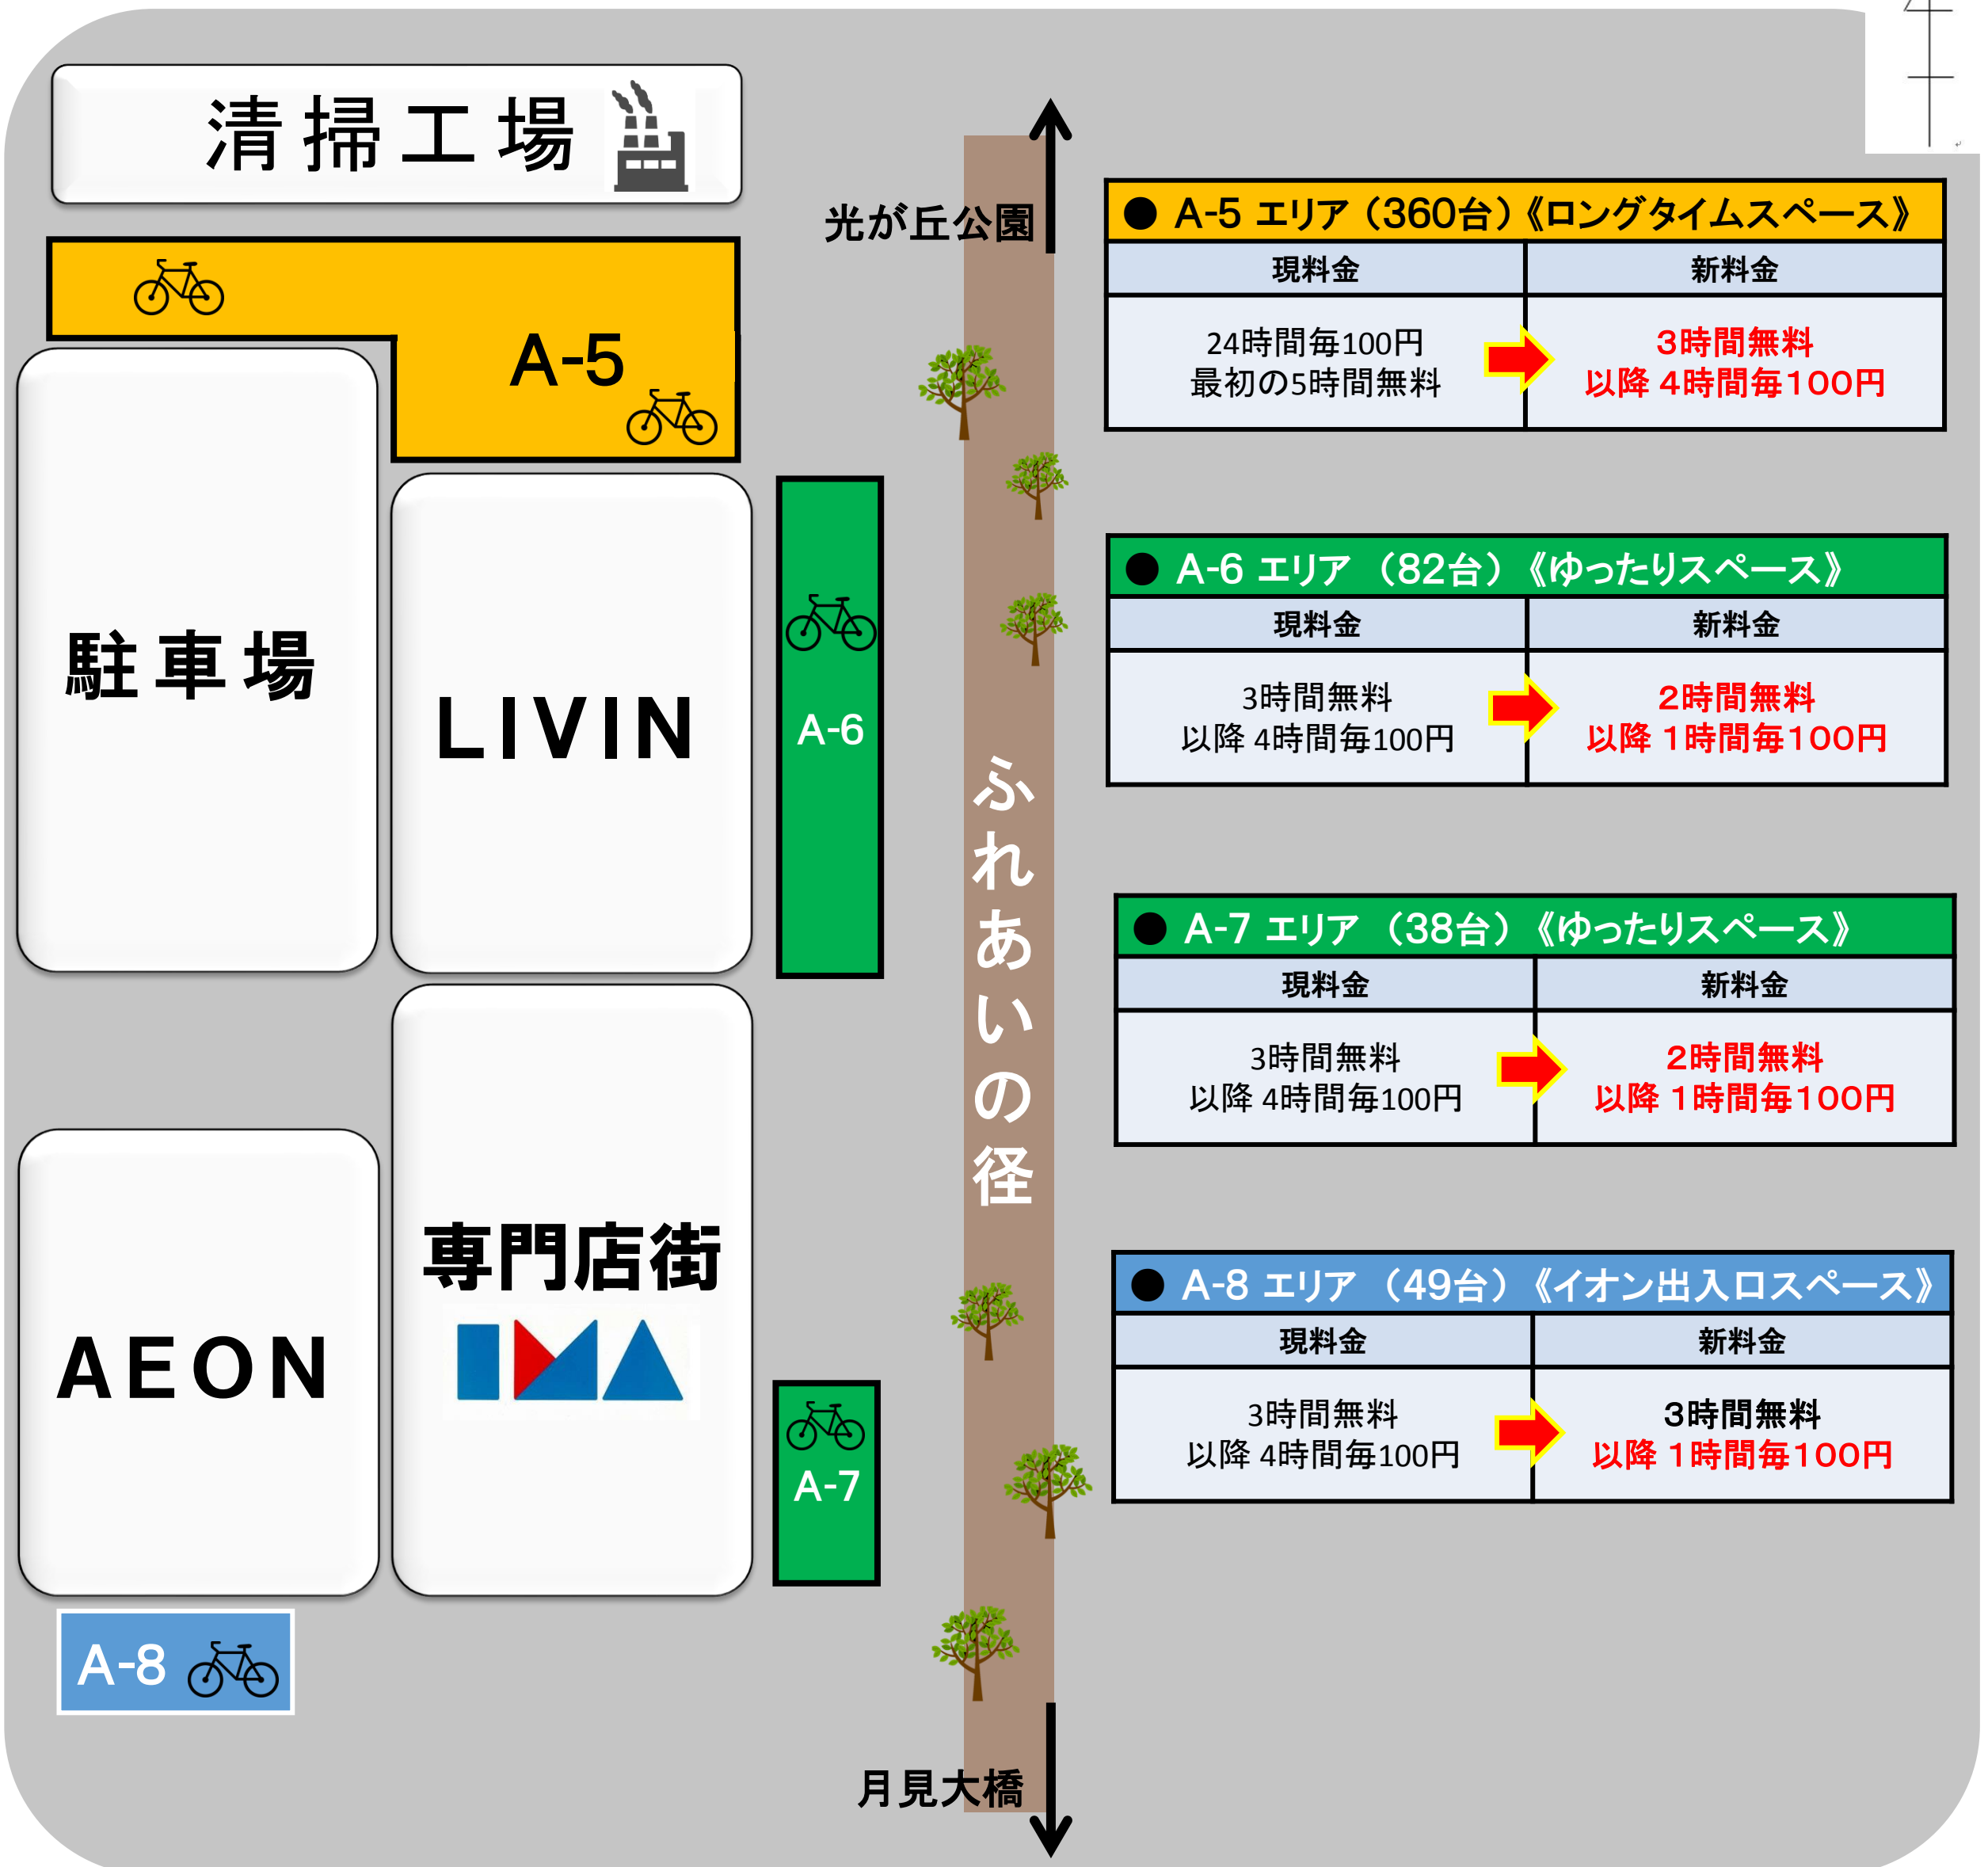 清掃工場
光が丘公園
A-5
駐車場
LIVIN
A-6
ふれあいの径
AEON
専門店街
IMA
A-7
A-8
月見大橋
● A-5 エリア（360台）《ロングタイムスペース》
現料金 新料金
24時間毎100円
最初の5時間無料
3時間無料
以降 4時間毎100円
● A-6 エリア （82台）《ゆったりスペース》
現料金 新料金
3時間無料
以降 4時間毎100円
2時間無料
以降 1時間毎100円
● A-7 エリア （38台）《ゆったりスペース》
現料金 新料金
3時間無料
以降 4時間毎100円
2時間無料
以降 1時間毎100円
● A-8 エリア （49台）《イオン出入口スペース》
現料金 新料金
3時間無料
以降 4時間毎100円
3時間無料
以降 1時間毎100円